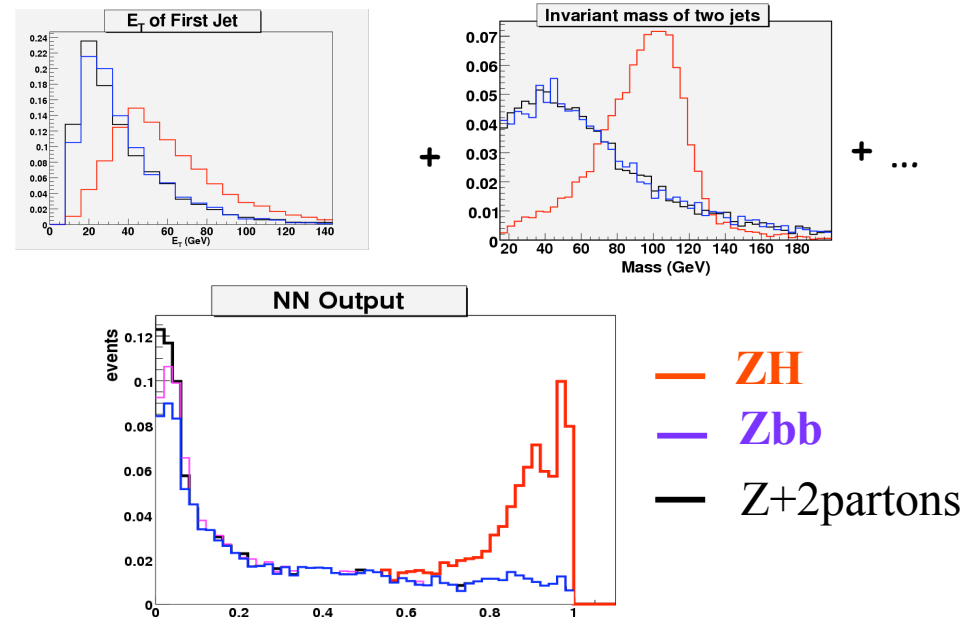 E_T of First Jet
0.24
0.22
0.2
0.18
0.16
0.14
0.12
0.1
0.08
0.06
0.04
0.02
0 20 40 60 80 100 120 140
E_T (GeV)
+
Invariant mass of two jets
0.07
0.06
0.05
0.04
0.03
0.02
0.01
0
20 40 60 80 100 120 140 160 180
Mass (GeV)
+ ...
NN Output
events
0.12
0.1
0.08
0.06
0.04
0.02
0
0 0.2 0.4 0.6 0.8 1
ZH
Zbb
Z+2partons